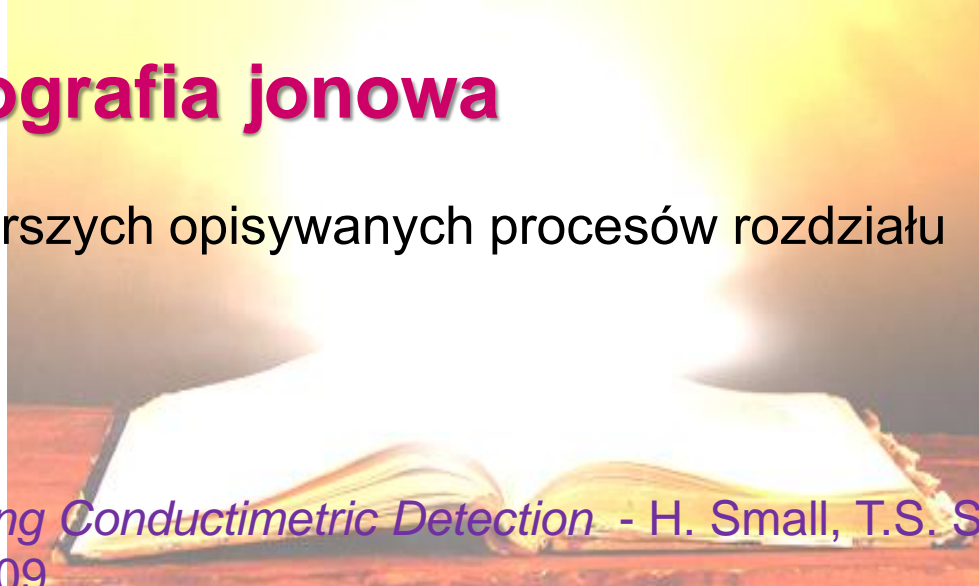 ografia jonowa
rszych opisywanych procesów rozdziału
ng Conductimetric Detection - H. Small, T.S. S
09